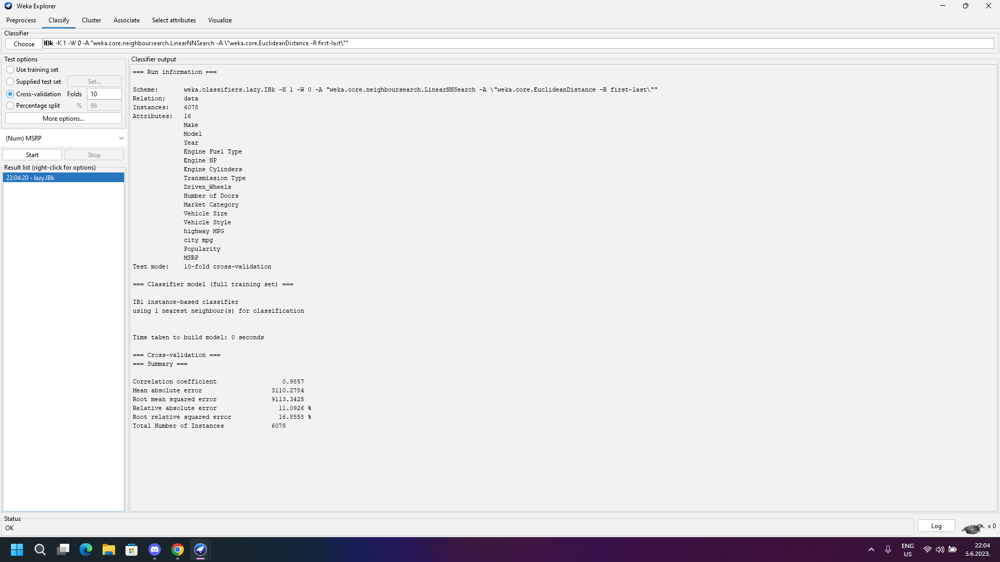 Weka Explorer
Preprocess Classify Cluster Associate Select attributes Visualize
Classifier
Choose IBk -K 1 -W 0 -A "weka.core.neighboursearch.LinearNNSearch -A \"weka.core.EuclideanDistance -R first-last\""
Test options
Use training set
Supplied test set Set...
Cross-validation Folds 10
Percentage split % 66
More options...
(Num) MSRP
Start Stop
Result list (right-click for options)
22:04:20 - lazy.IBk
Classifier output
=== Run information ===
Scheme: weka.classifiers.lazy.IBk -K 1 -W 0 -A "weka.core.neighboursearch.LinearNNSearch -A \"weka.core.EuclideanDistance -R first-last\""
Relation: data
Instances: 6078
Attributes: 16
Make
Model
Year
Engine Fuel Type
Engine HP
Engine Cylinders
Transmission Type
Driven_Wheels
Number of Doors
Market Category
Vehicle Size
Vehicle Style
highway MPG
city mpg
Popularity
MSRP
Test mode: 10-fold cross-validation
=== Classifier model (full training set) ===
IB1 instance-based classifier
using 1 nearest neighbour(s) for classification
Time taken to build model: 0 seconds
=== Cross-validation ===
=== Summary ===
Correlation coefficient 0.9857
Mean absolute error 3110.2784
Root mean squared error 9113.3425
Relative absolute error 11.0926 %
Root relative squared error 16.8558 %
Total Number of Instances 6078
Status
OK
Log x 0
ENG
US
22:04
5.6.2023.